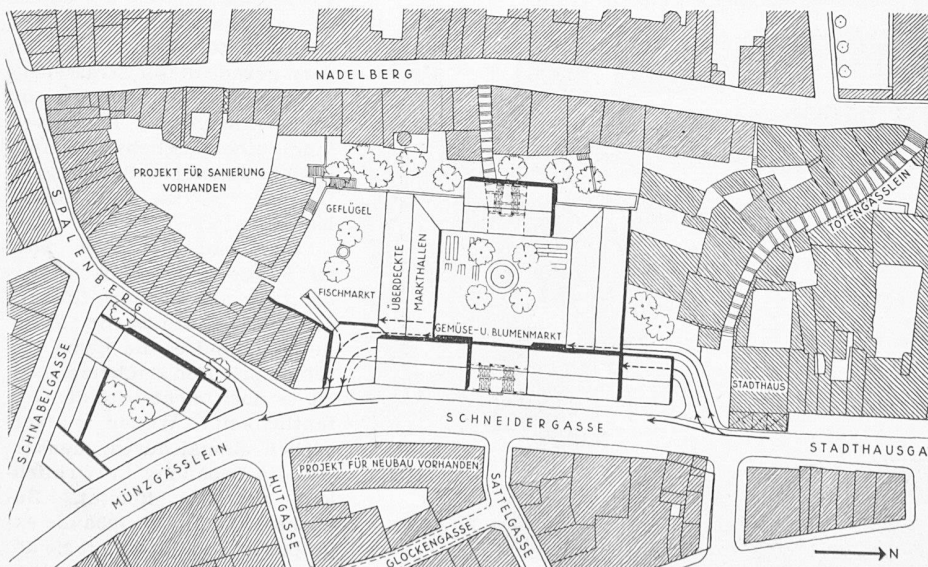 NADELBERG
PROJEKT FÜR SANIERUNG
VORHANDEN
SPALENBERG
GEFLÜGEL
FISCHMARKT
ÜBERDECKTE
MARKTHALLEN
GEMÜSE- U. BLUMENMARKT
TOTENGÄSSLEIN
STADTHAUS
SCHNABELGASSE
SCHNEIDERGASSE
STADTHAUSGA
MÜNZGÄSSLEIN
HUTGASSE
PROJEKT FÜR NEUBAU VORHANDEN
SATTELGASSE
GLOCKENGASSE
N